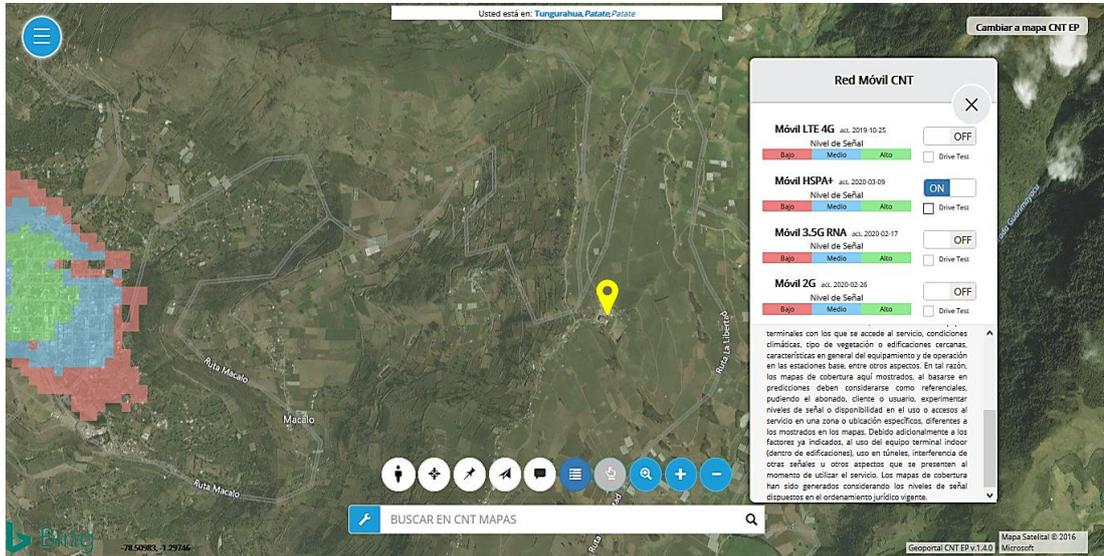 Usted está en: Tungurahua,Patate,Patate
Cambiar a mapa CNT EP
Red Móvil CNT
Móvil LTE 4G act. 2019-10-25
OFF
Nivel de Señal
Bajo Medio Alto
Drive Test
Móvil HSPA+ act. 2020-03-09
ON
Nivel de Señal
Bajo Medio Alto
Drive Test
Móvil 3.5G RNA act. 2020-02-17
OFF
Nivel de Señal
Bajo Medio Alto
Drive Test
Móvil 2G act. 2020-02-26
OFF
Nivel de Señal
Bajo Medio Alto
Drive Test
terminales con los que se accede al servicio, condiciones
climáticas, tipo de vegetación o edificaciones cercanas,
características en general del equipamiento y de operación
en las estaciones base, entre otros aspectos. En tal razón,
los mapas de cobertura aquí mostrados, al basarse en
predicciones deben considerarse como referenciales,
pudiendo el abonado, cliente o usuario, experimentar
niveles de señal o disponibilidad en el uso o accesos al
servicio en una zona o ubicación específicos, diferentes a
los mostrados en los mapas. Debido adicionalmente a los
factores ya indicados, al uso del equipo terminal indoor
(dentro de edificaciones), uso en túneles, interferencia de
otras señales u otros aspectos que se presenten al
momento de utilizar el servicio. Los mapas de cobertura
han sido generados considerando los niveles de señal
dispuestos en el ordenamiento jurídico vigente.
Ruta Macalo
Macalo
Ruta Macalo
Ruta La Libertad
Ruta
BUSCAR EN CNT MAPAS
Bing
-78.50983, -1.29746
Geoportal CNT EP v.1.4.0
Mapa Satelital © 2016
Microsoft